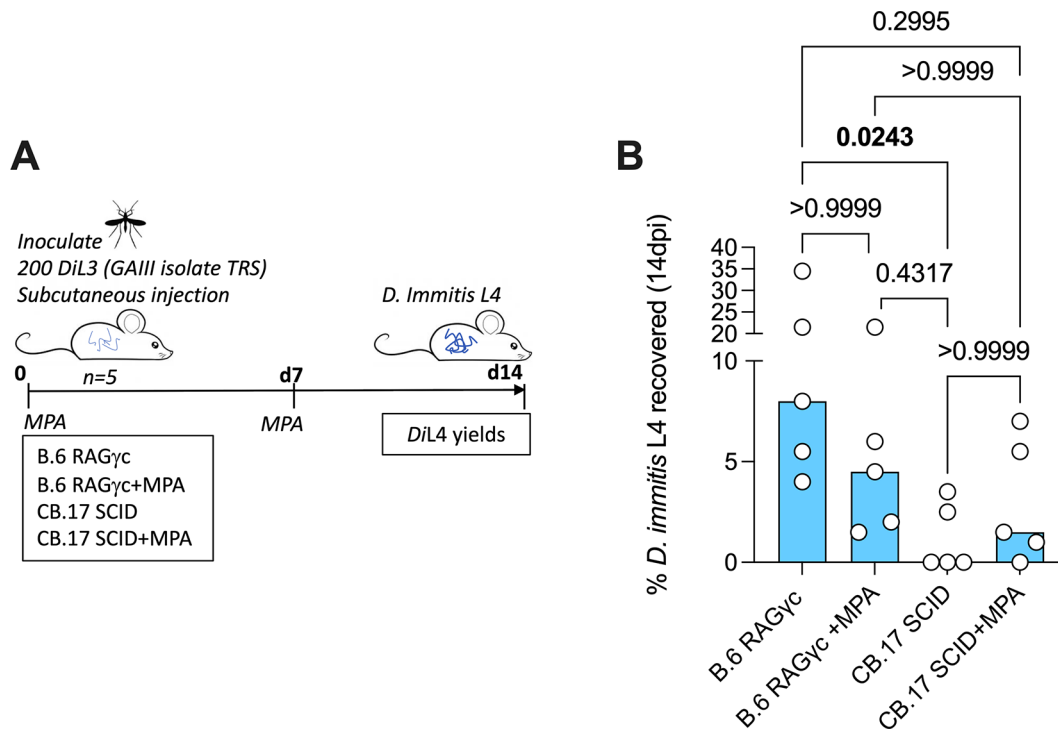 A
Inoculate
200 DiL3 (GAIII isolate TRS)
Subcutaneous injection
D. Immitis L4
0
n=5
d7
d14
MPA
MPA
B.6 RAGγc
B.6 RAGγc+MPA
CB.17 SCID
CB.17 SCID+MPA
DiL4 yields
B
0.2995
>0.9999
0.0243
>0.9999
0.4317
>0.9999
% D. immitis L4 recovered (14dpi)
40
35
30
25
20
10
5
0
B.6 RAGγc
B.6 RAGγc +MPA
CB.17 SCID
CB.17 SCID+MPA